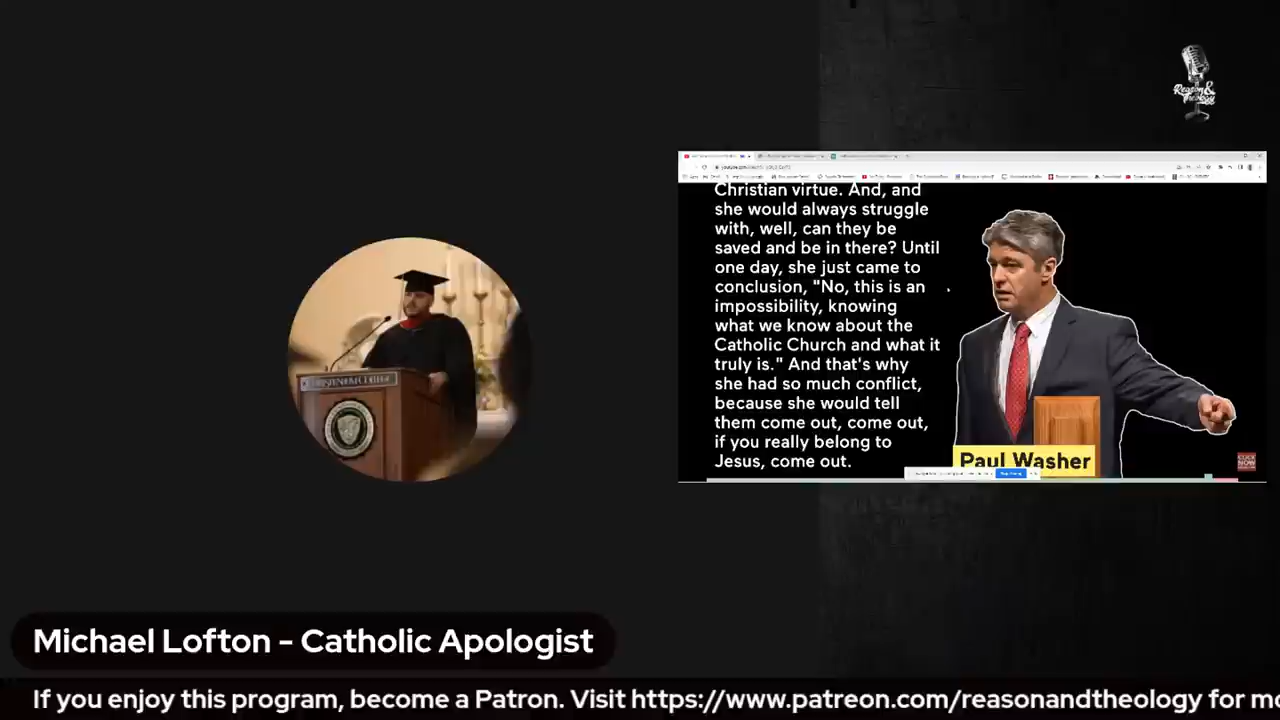 Reason&
Theology
Christian virtue. And, and
she would always struggle
with, well, can they be
saved and be in there? Until
one day, she just came to
conclusion, "No, this is an
impossibility, knowing
what we know about the
Catholic Church and what it
truly is." And that's why
she had so much conflict,
because she would tell
them come out, come out,
if you really belong to
Jesus, come out.
Paul Washer
CHRISTENDOM COLLEGE
Michael Lofton - Catholic Apologist
If you enjoy this program, become a Patron. Visit https://www.patreon.com/reasonandtheology for mo